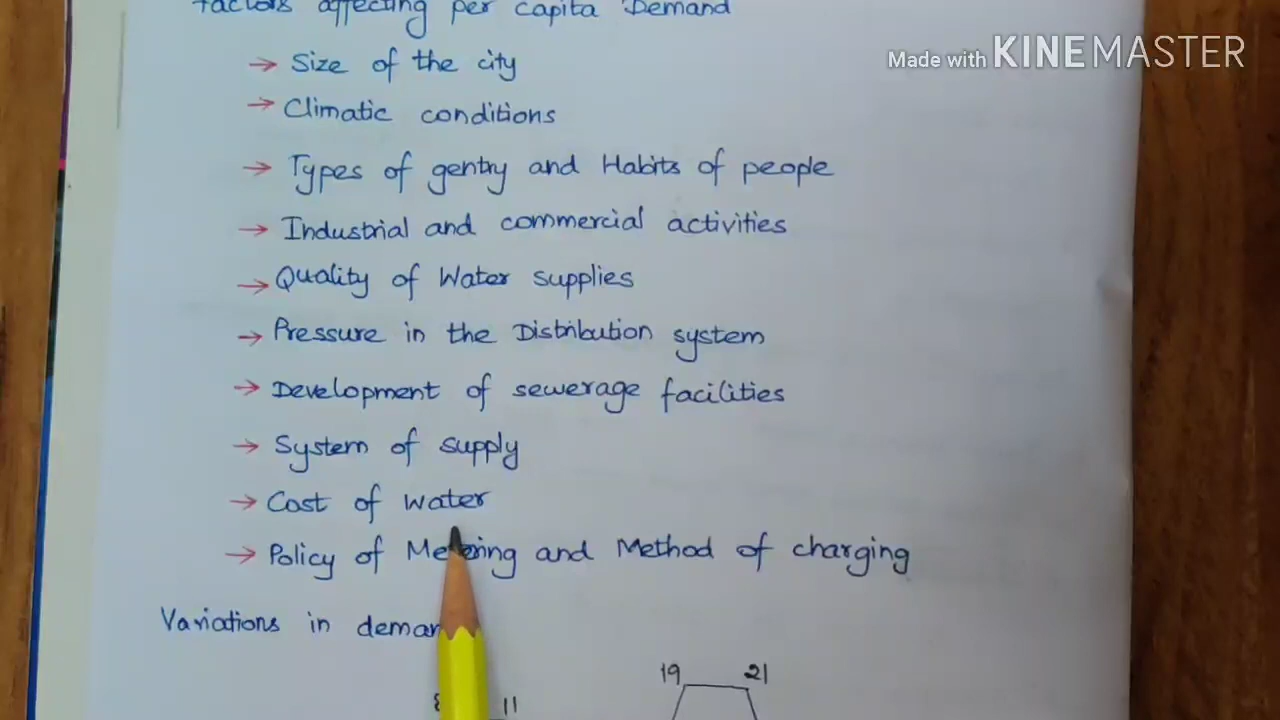 Factors affecting per capita Demand
Made with KINEMASTER
→ Size of the city
→ Climatic conditions
→ Types of gentry and Habits of people
→ Industrial and commercial activities
→ Quality of Water supplies
→ Pressure in the Distribution system
→ Development of sewerage facilities
→ System of supply
→ Cost of water
→ Policy of Metering and Method of charging
Variations in deman
19 21
11